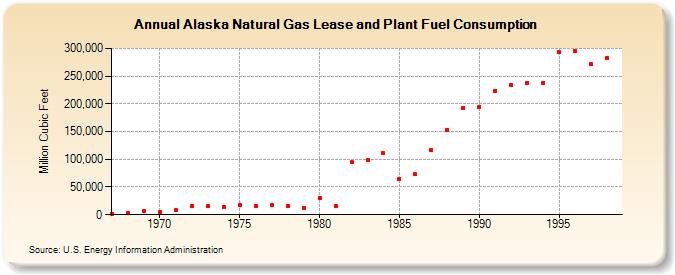 Annual Alaska Natural Gas Lease and Plant Fuel Consumption
Million Cubic Feet
300,000
250,000
200,000
150,000
100,000
50,000
0
1970 1975 1980 1985 1990 1995
Source: U.S. Energy Information Administration